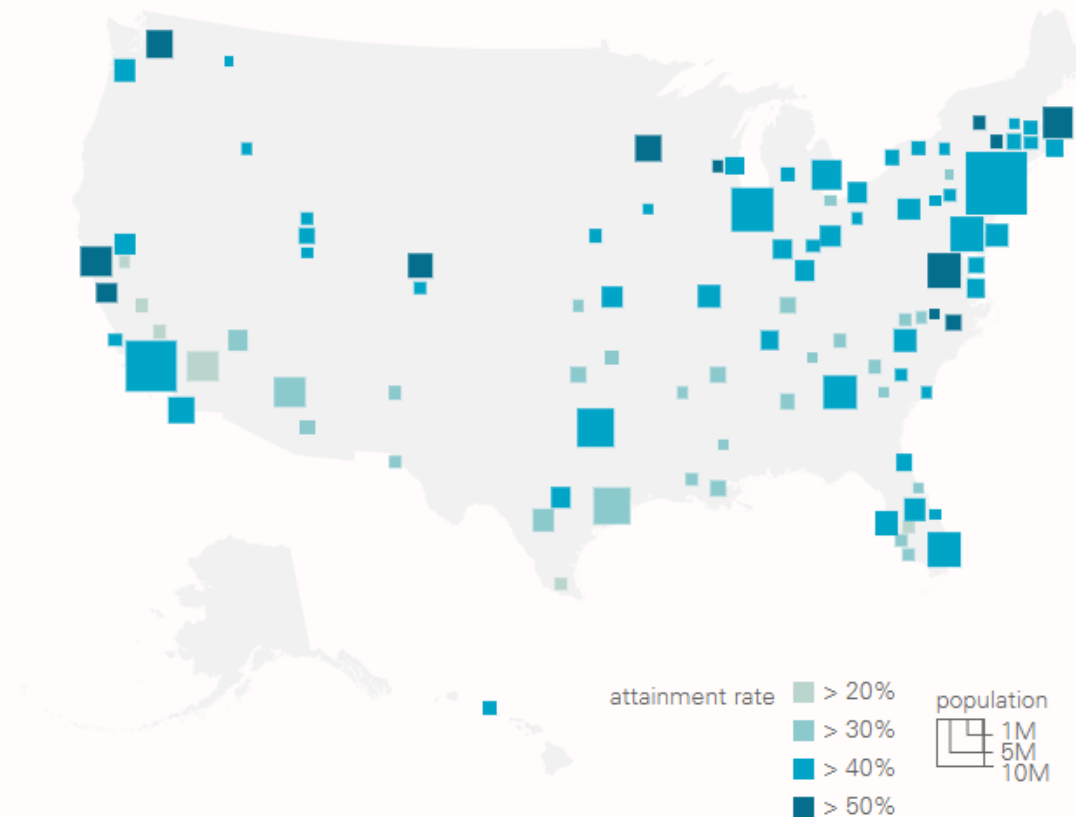 attainment rate
> 20%
> 30%
> 40%
> 50%
population
1M
5M
10M